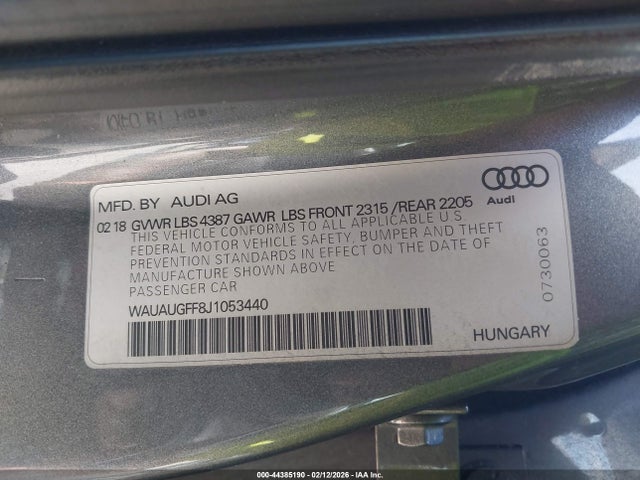 MFD. BY AUDI AG
Audi
02 18 GVWR LBS 4387 GAWR LBS FRONT 2315 /REAR 2205
THIS VEHICLE CONFORMS TO ALL APPLICABLE U.S.
FEDERAL MOTOR VEHICLE SAFETY, BUMPER AND THEFT
PREVENTION STANDARDS IN EFFECT ON THE DATE OF
MANUFACTURE SHOWN ABOVE
PASSENGER CAR
0730063
WAUAUGFF8J1053440
HUNGARY
000-44385190 - 02/12/2026 - IAA Inc.